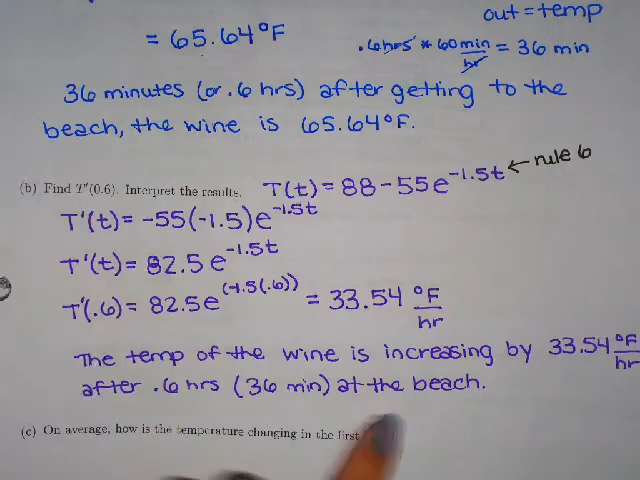 out = temp
= 65.64°F
.6hrs * 60 min/hr = 36 min
36 minutes (or .6 hrs) after getting to the
beach, the wine is 65.64°F.
(b) Find T'(0.6). Interpret the results. T(t) = 88 - 55e^-1.5t ← rule 6
T'(t) = -55(-1.5)e^-1.5t
T'(t) = 82.5e^-1.5t
T'(.6) = 82.5e^(-1.5(.6)) = 33.54 °F/hr
The temp of the wine is increasing by 33.54 °F/hr
after .6 hrs (36 min) at the beach.
(c) On average, how is the temperature changing in the first